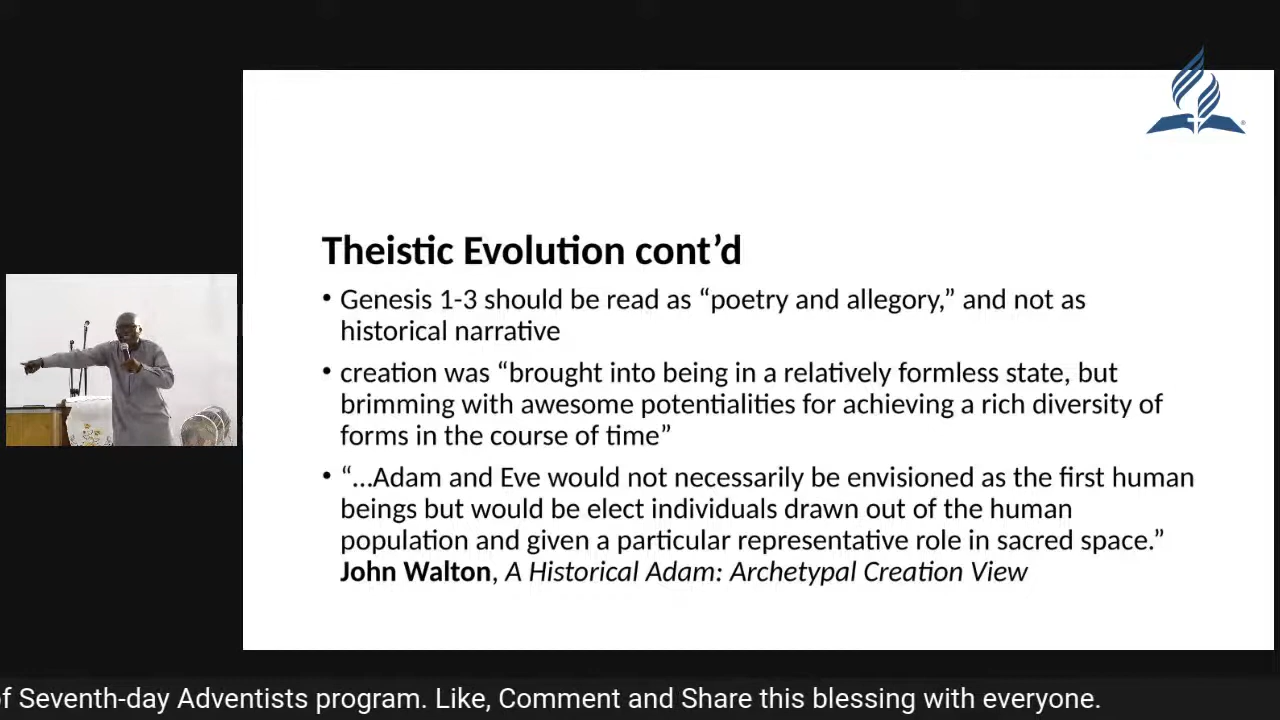 Theistic Evolution cont’d
• Genesis 1-3 should be read as “poetry and allegory,” and not as
historical narrative
• creation was “brought into being in a relatively formless state, but
brimming with awesome potentialities for achieving a rich diversity of
forms in the course of time”
• “...Adam and Eve would not necessarily be envisioned as the first human
beings but would be elect individuals drawn out of the human
population and given a particular representative role in sacred space.”
John Walton, A Historical Adam: Archetypal Creation View
of Seventh-day Adventists program. Like, Comment and Share this blessing with everyone.